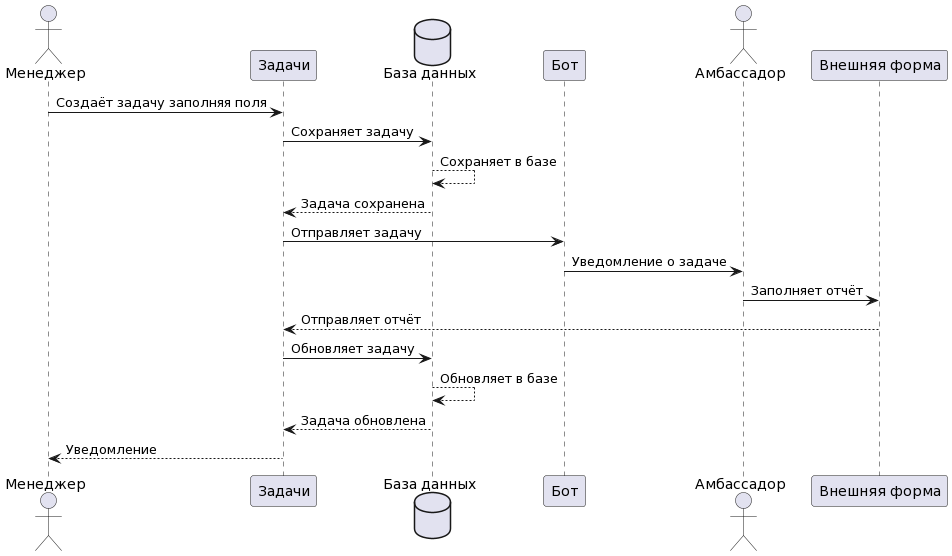 Менеджер
Задачи
База данных
Бот
Амбассадор
Внешняя форма
Создаёт задачу заполняя поля
Сохраняет задачу
Сохраняет в базе
Задача сохранена
Отправляет задачу
Уведомление о задаче
Заполняет отчёт
Отправляет отчёт
Обновляет задачу
Обновляет в базе
Задача обновлена
Уведомление
Менеджер
Задачи
База данных
Бот
Амбассадор
Внешняя форма